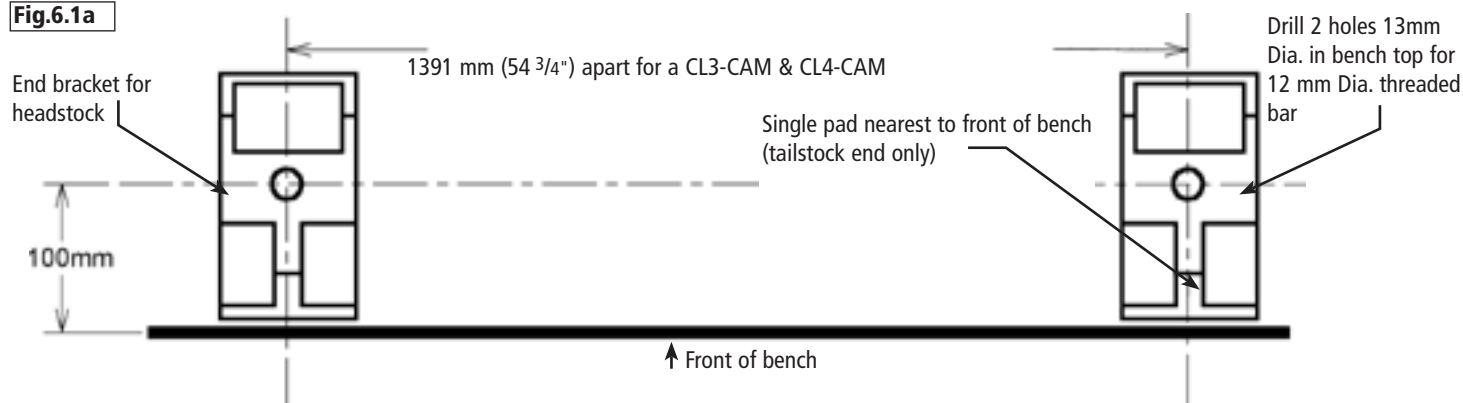 Fig.6.1a
End bracket for
headstock
1391 mm (54 3/4") apart for a CL3-CAM & CL4-CAM
Drill 2 holes 13mm
Dia. in bench top for
12 mm Dia. threaded
bar
Single pad nearest to front of bench
(tailstock end only)
100mm
Front of bench